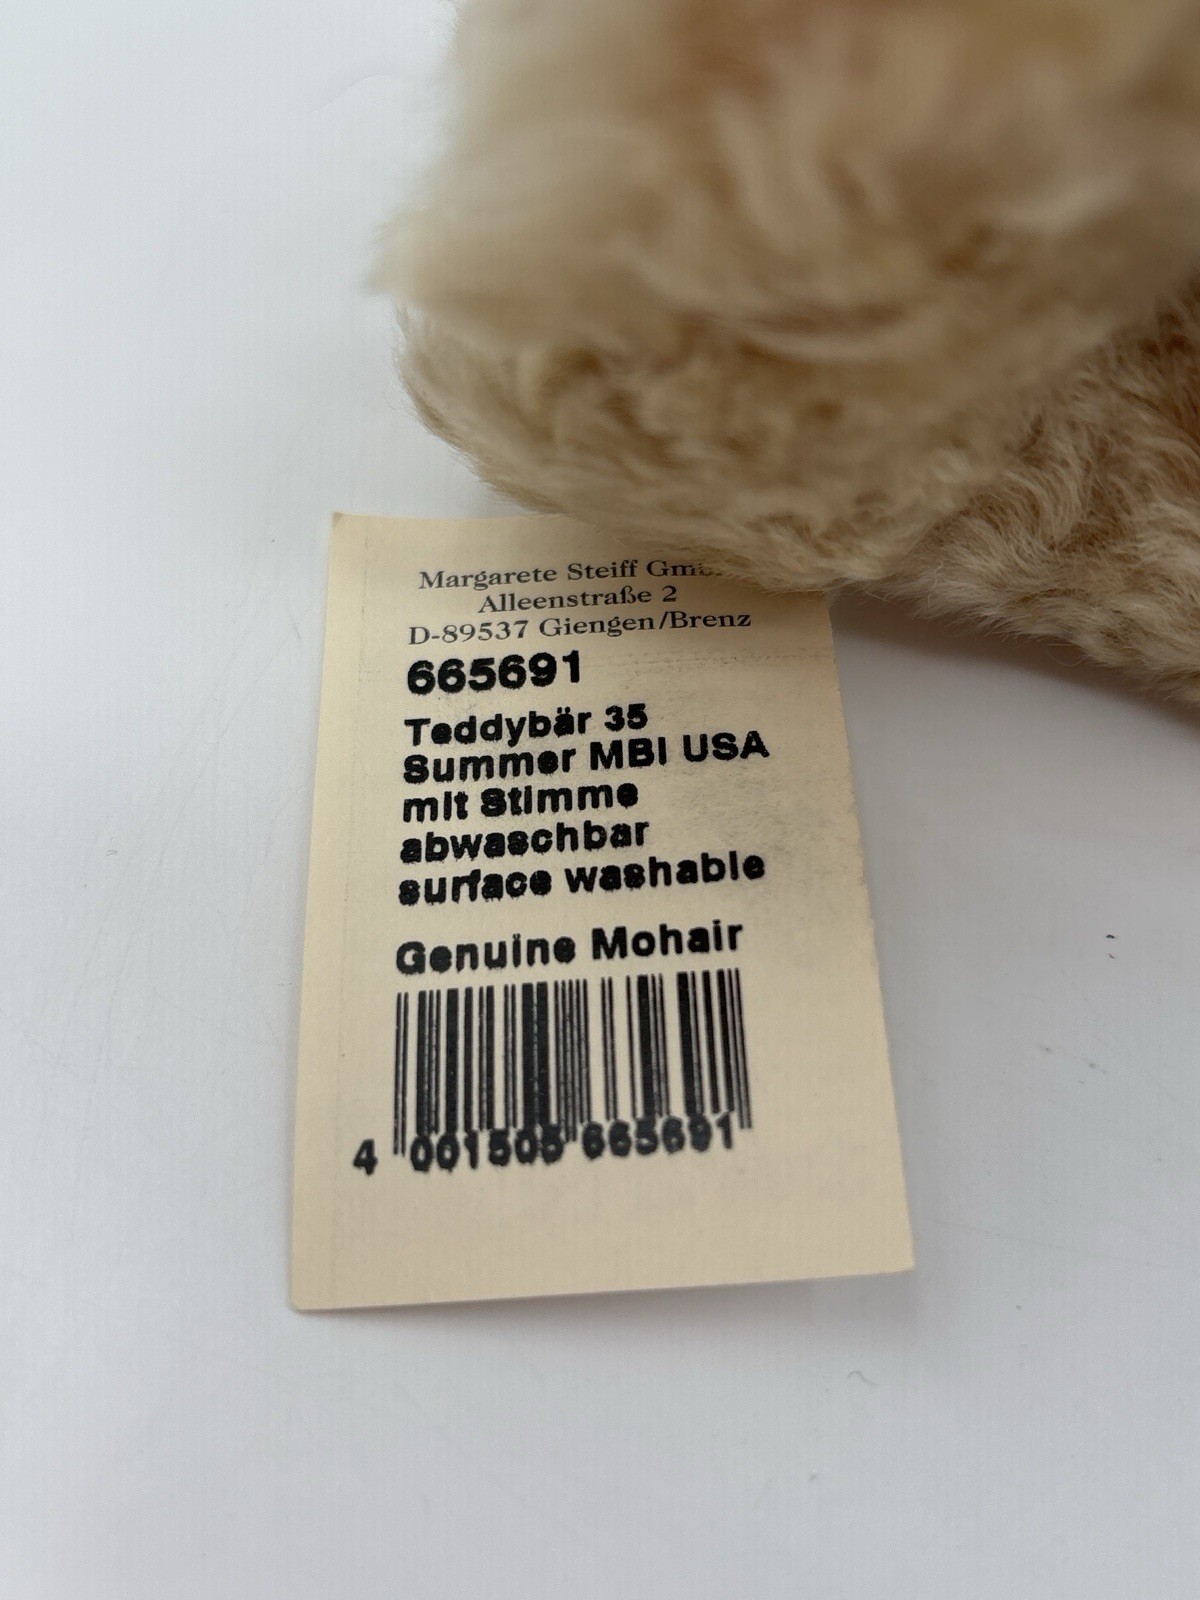 Margarete Steiff Gmb
Alleenstraße 2
D-89537 Giengen/Brenz
665691
Teddybär 35
Summer MBI USA
mit Stimme
abwaschbar
surface washable
Genuine Mohair
4 001505 665691